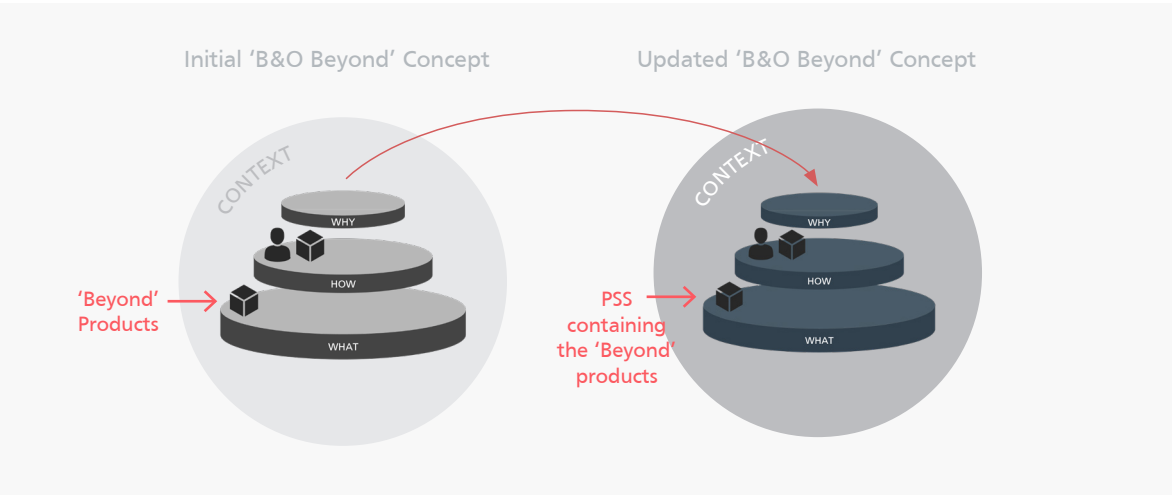 Initial ‘B&O Beyond’ Concept
Updated ‘B&O Beyond’ Concept
CONTEXT
WHY
HOW
WHAT
‘Beyond’
Products
CONTEXT
WHY
HOW
WHAT
PSS
containing
the ‘Beyond’
products